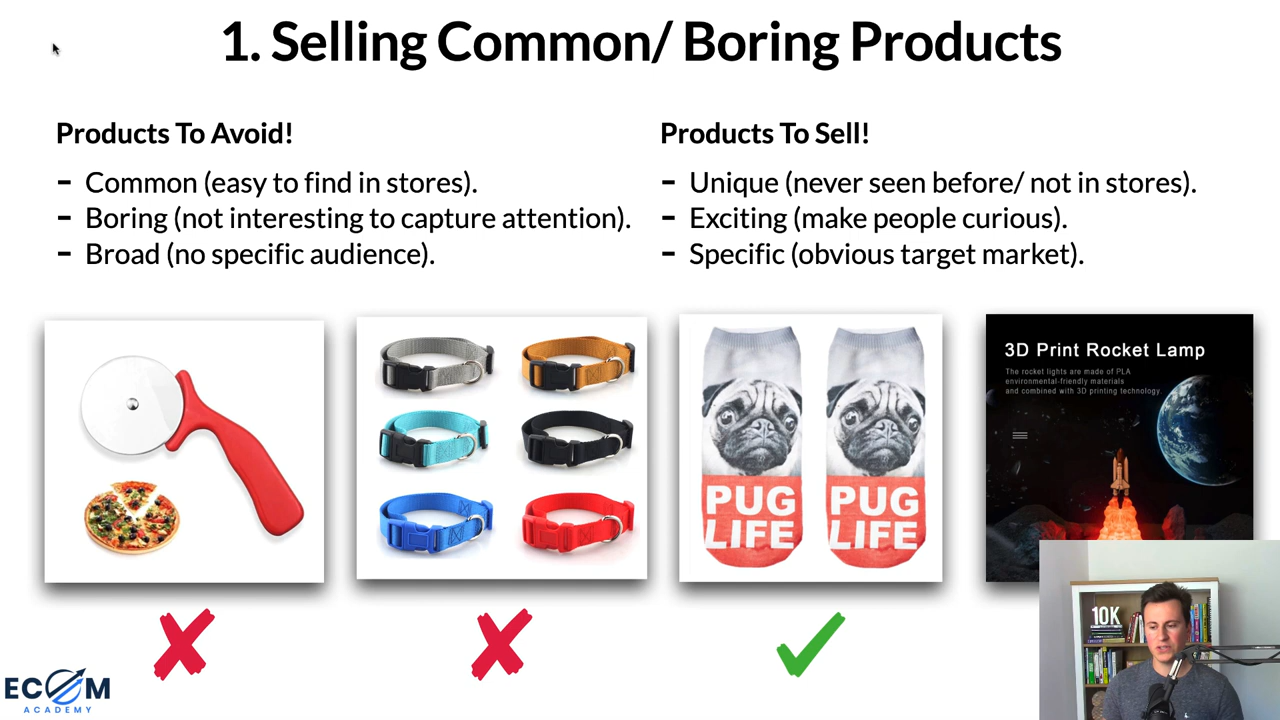 1. Selling Common/ Boring Products
Products To Avoid!
- Common (easy to find in stores).
- Boring (not interesting to capture attention).
- Broad (no specific audience).
Products To Sell!
- Unique (never seen before/ not in stores).
- Exciting (make people curious).
- Specific (obvious target market).
PUG
LIFE
PUG
LIFE
3D Print Rocket Lamp
The rocket lights are made of PLA
environmental-friendly materials
and combined with 3D printing technology
10K
ECOM
ACADEMY